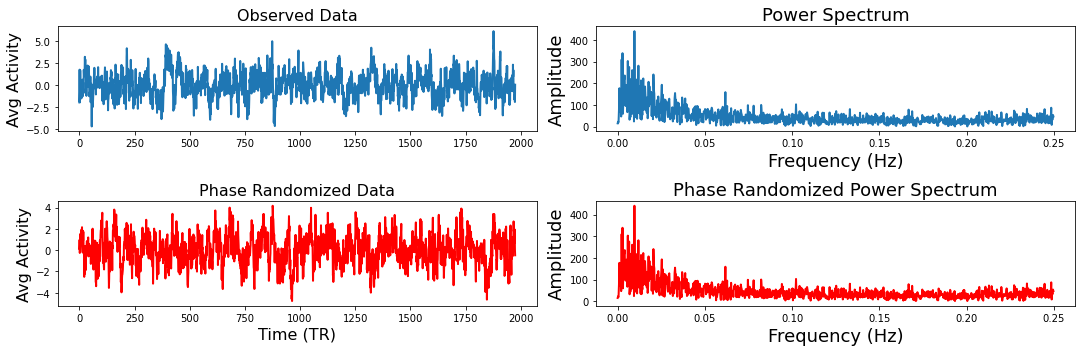 Observed Data
Avg Activity
5.0
2.5
0.0
−2.5
−5.0
0 250 500 750 1000 1250 1500 1750 2000
Power Spectrum
Amplitude
400
300
200
100
0
0.00 0.05 0.10 0.15 0.20 0.25
Frequency (Hz)
Phase Randomized Data
Avg Activity
4
2
0
−2
−4
0 250 500 750 1000 1250 1500 1750 2000
Time (TR)
Phase Randomized Power Spectrum
Amplitude
400
300
200
100
0
0.00 0.05 0.10 0.15 0.20 0.25
Frequency (Hz)